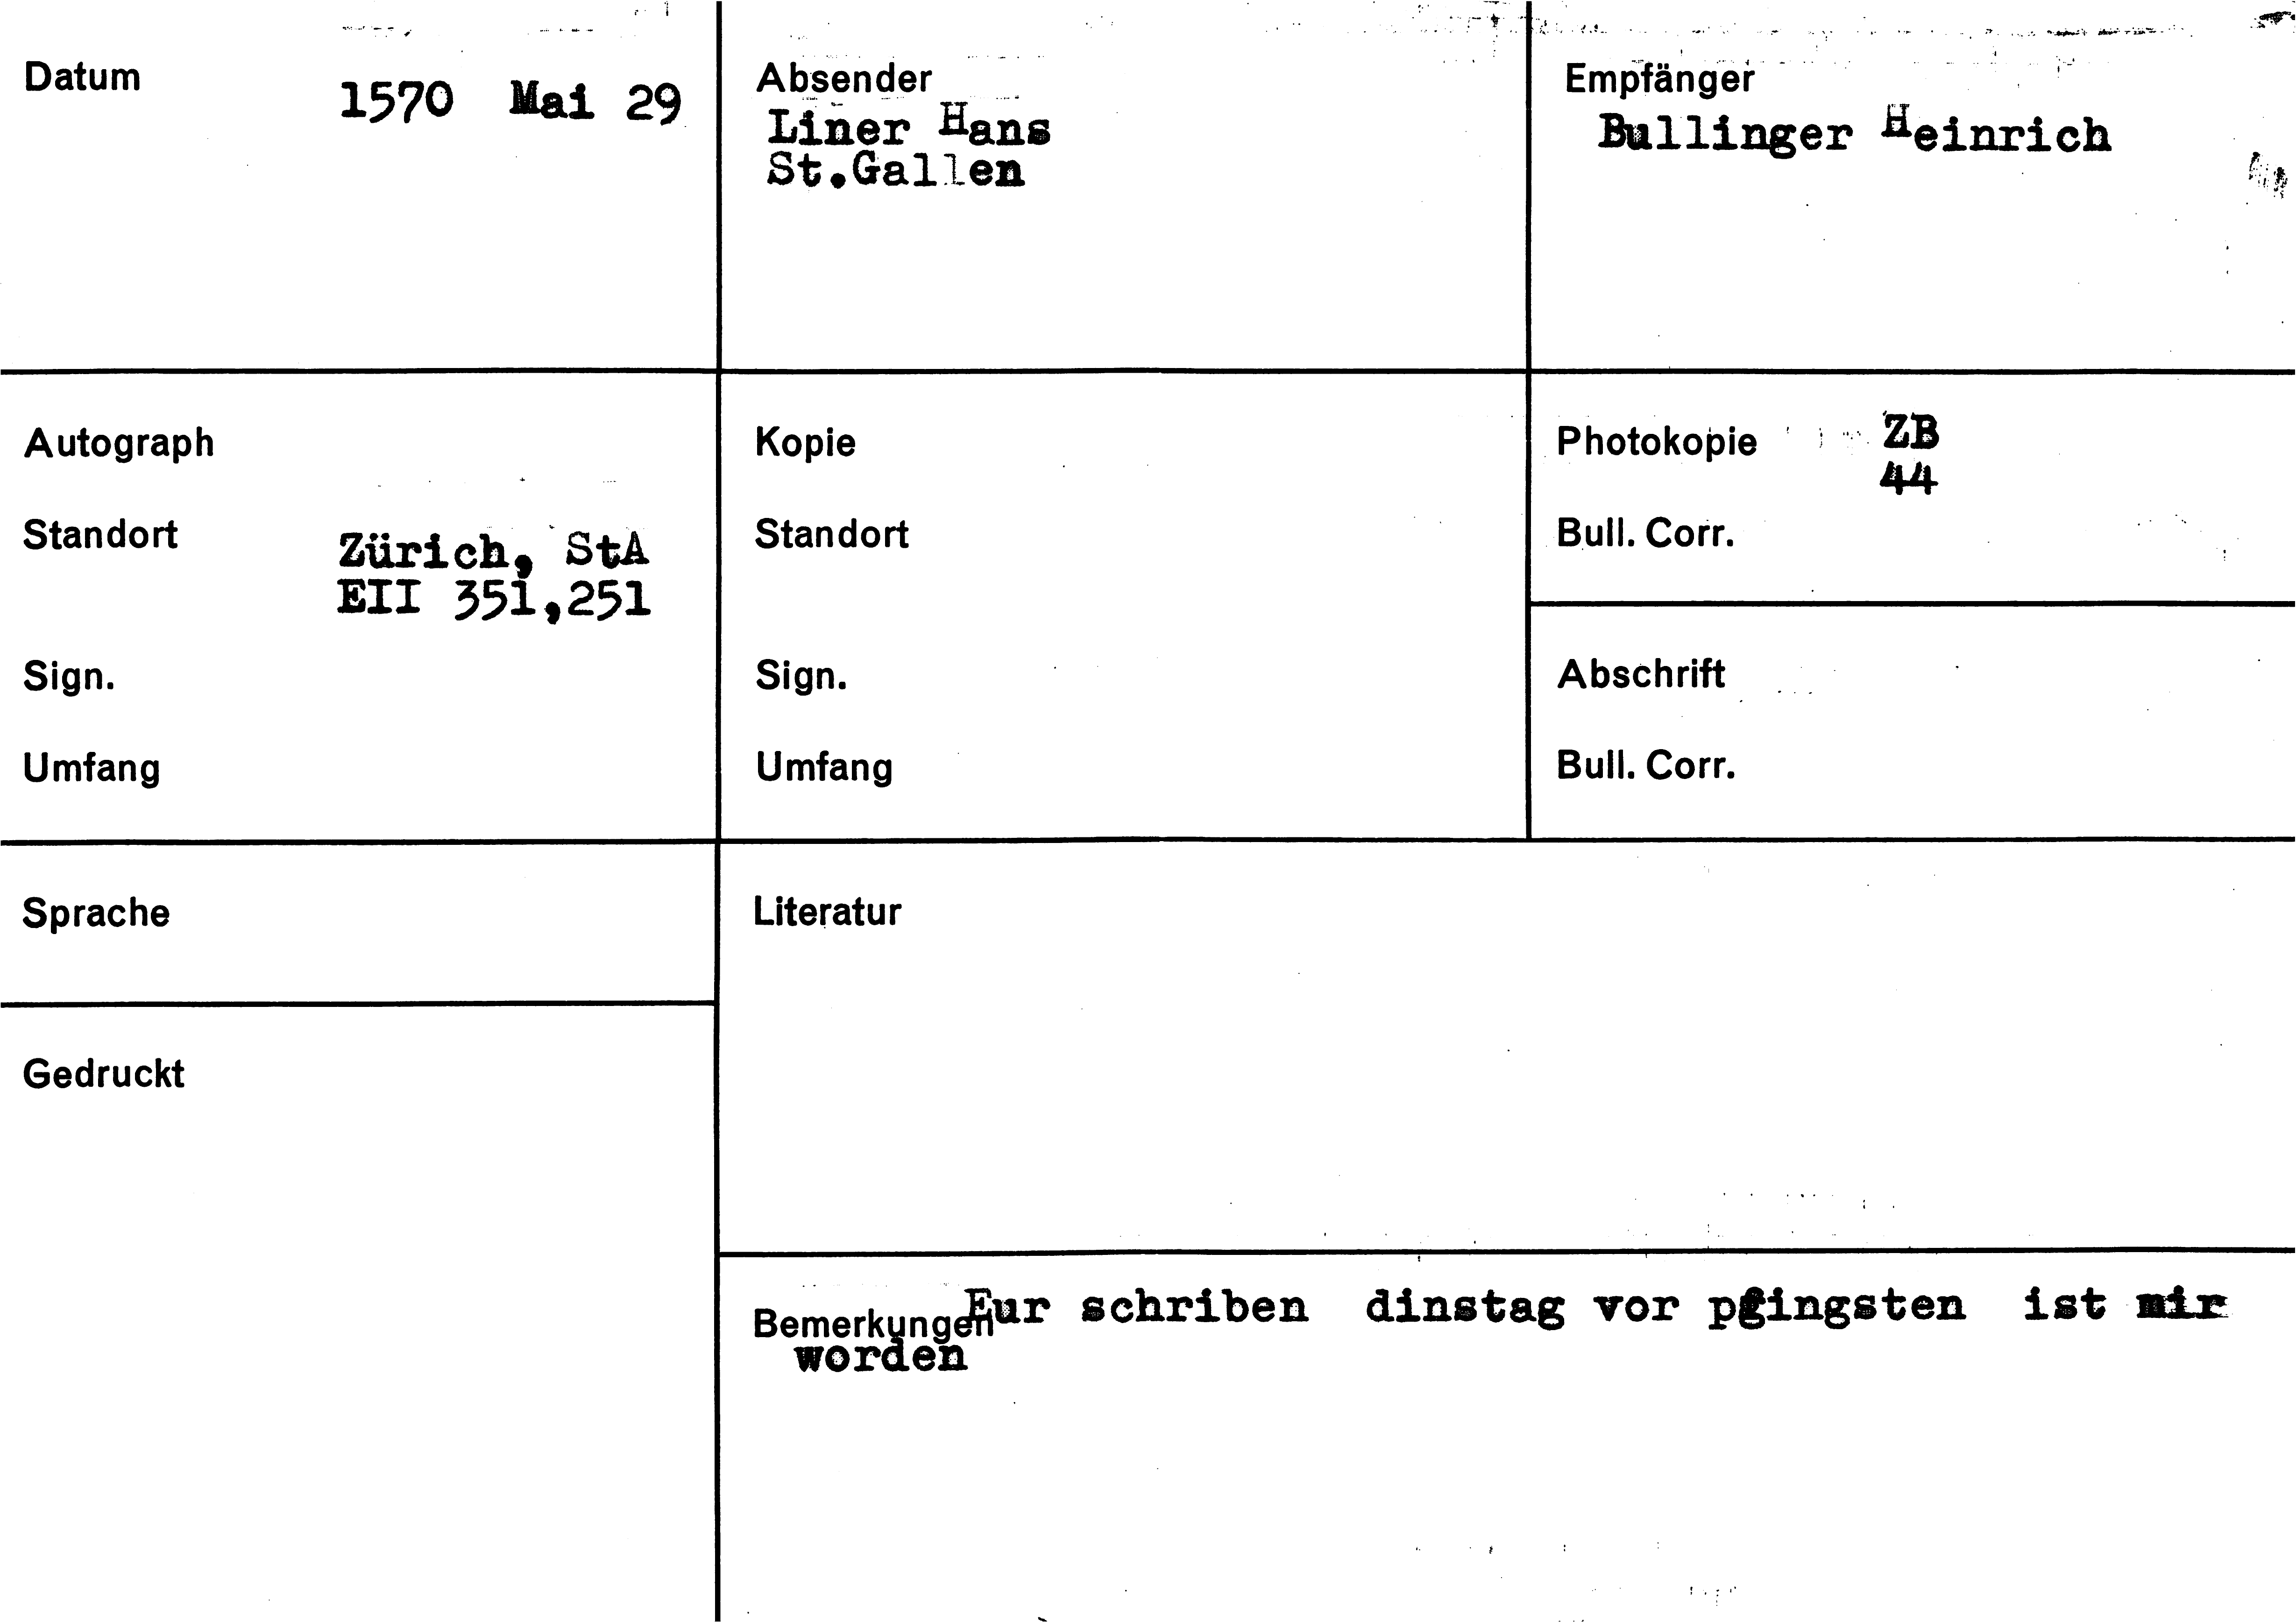 Datum
1570 Mai 29
Absender
Liner Hans
St.Gallen
Empfänger
Bullinger Heinrich
Autograph
Standort
Zürich, StA
EII 351,251
Sign.
Umfang
Kopie
Standort
Sign.
Umfang
Photokopie ZB
44
Bull. Corr.
Abschrift
Bull. Corr.
Sprache
Gedruckt
Literatur
Bemerkungen Eur schriben dinstag vor pfingsten ist mir
worden